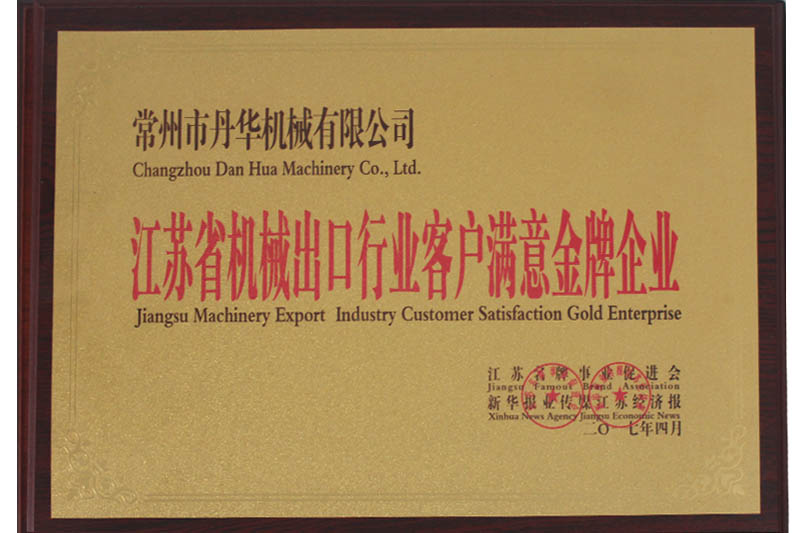 常州市丹华机械有限公司
Changzhou Dan Hua Machinery Co., Ltd.
江苏省机械出口行业客户满意金牌企业
Jiangsu Machinery Export Industry Customer Satisfaction Gold Enterprise
江苏名牌事业促进会
Jiangsu Famous Brand Association
新华报业传媒江苏经济报
Xinhua News Agency Jiangsu Economic News
二〇一七年四月